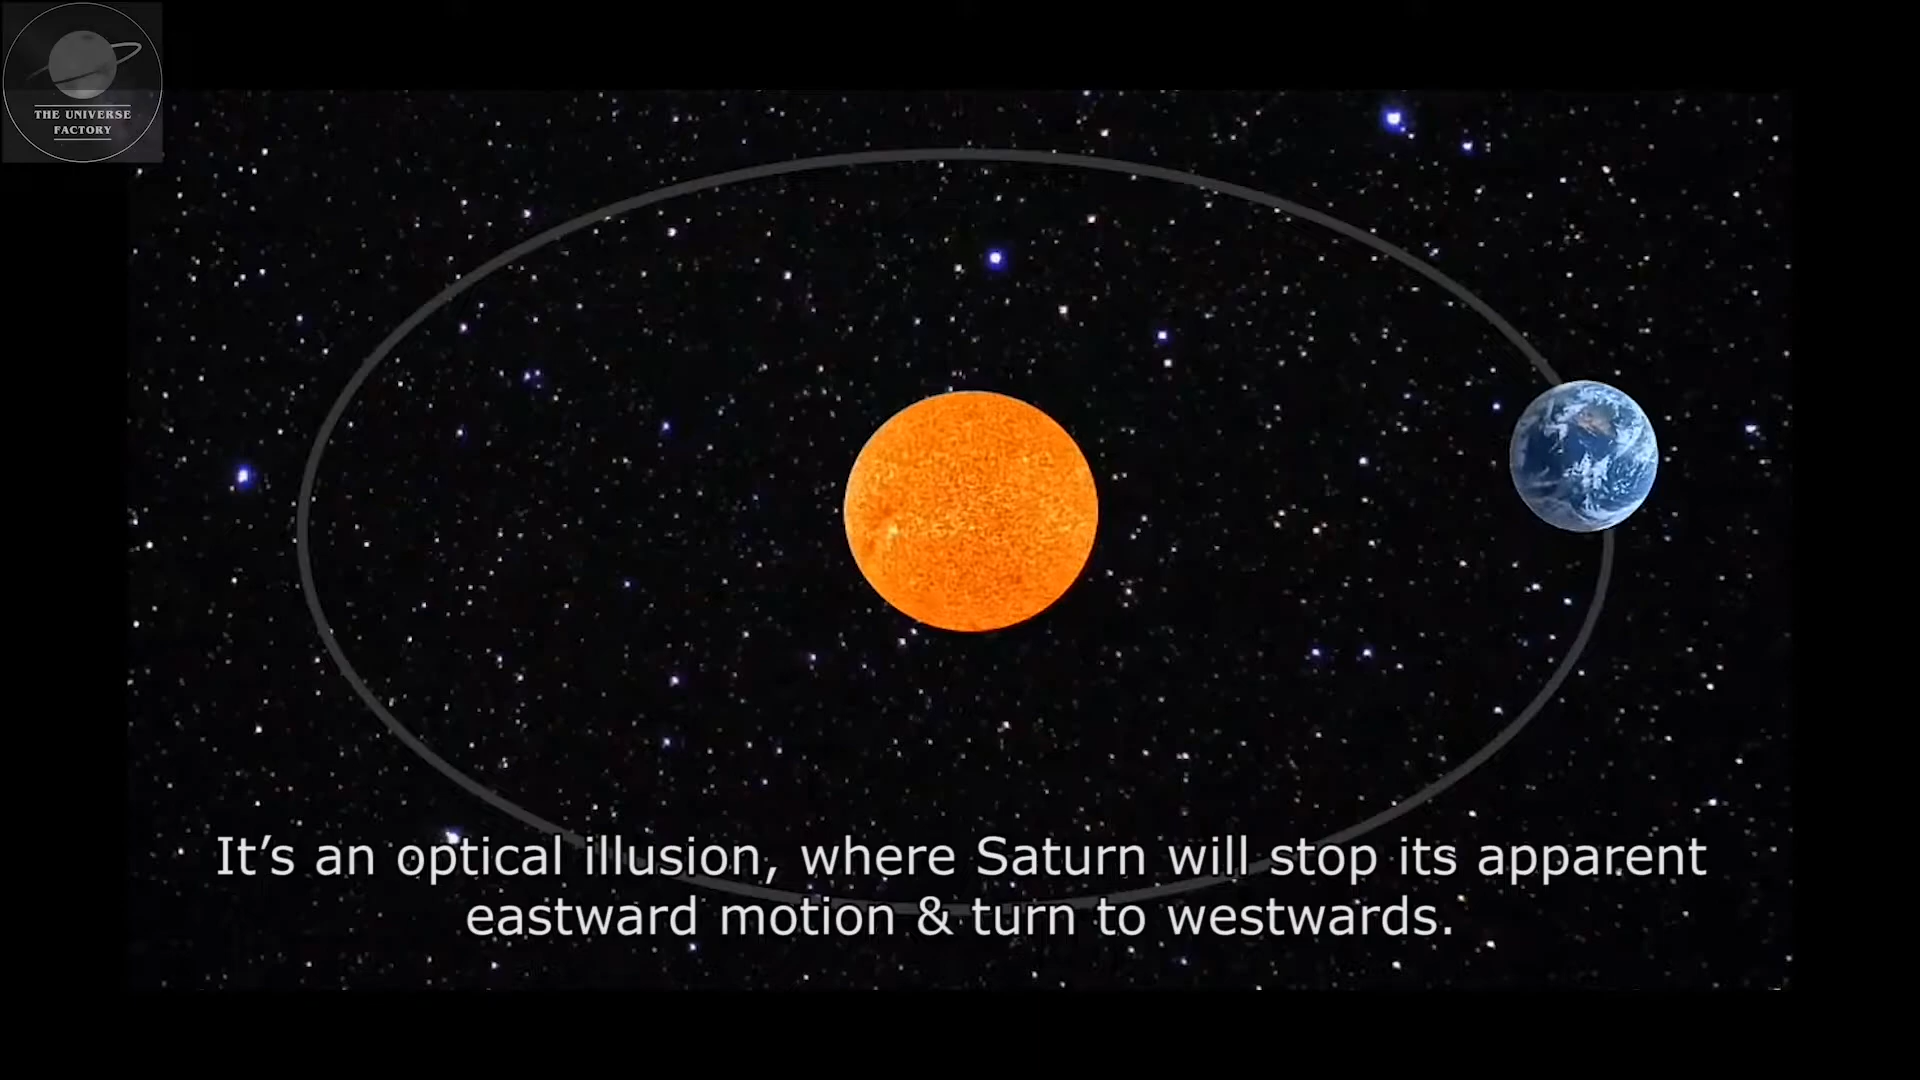 THE UNIVERSE
FACTORY
It’s an optical illusion, where Saturn will stop its apparent
eastward motion & turn to westwards.